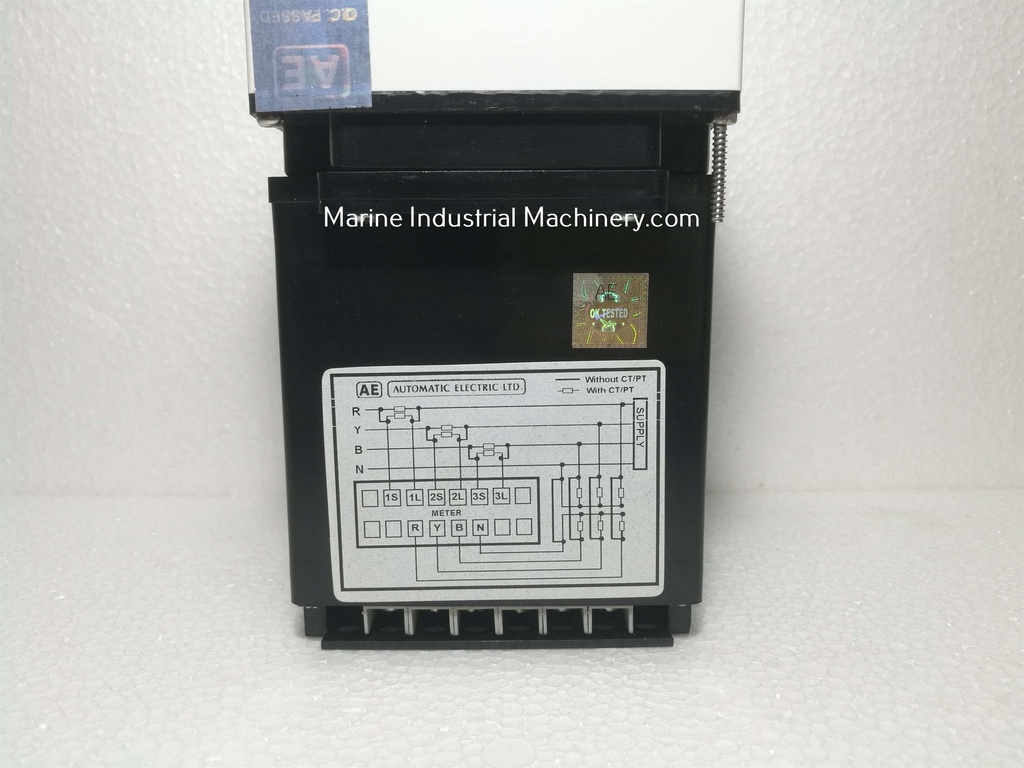 Q.C. PASSED
AE
Marine Industrial Machinery.com
AE
OK TESTED
AE AUTOMATIC ELECTRIC LTD.
Without CT/PT
With CT/PT
R
Y
B
N
SUPPLY
1S 1L 2S 2L 3S 3L
METER
R Y B N